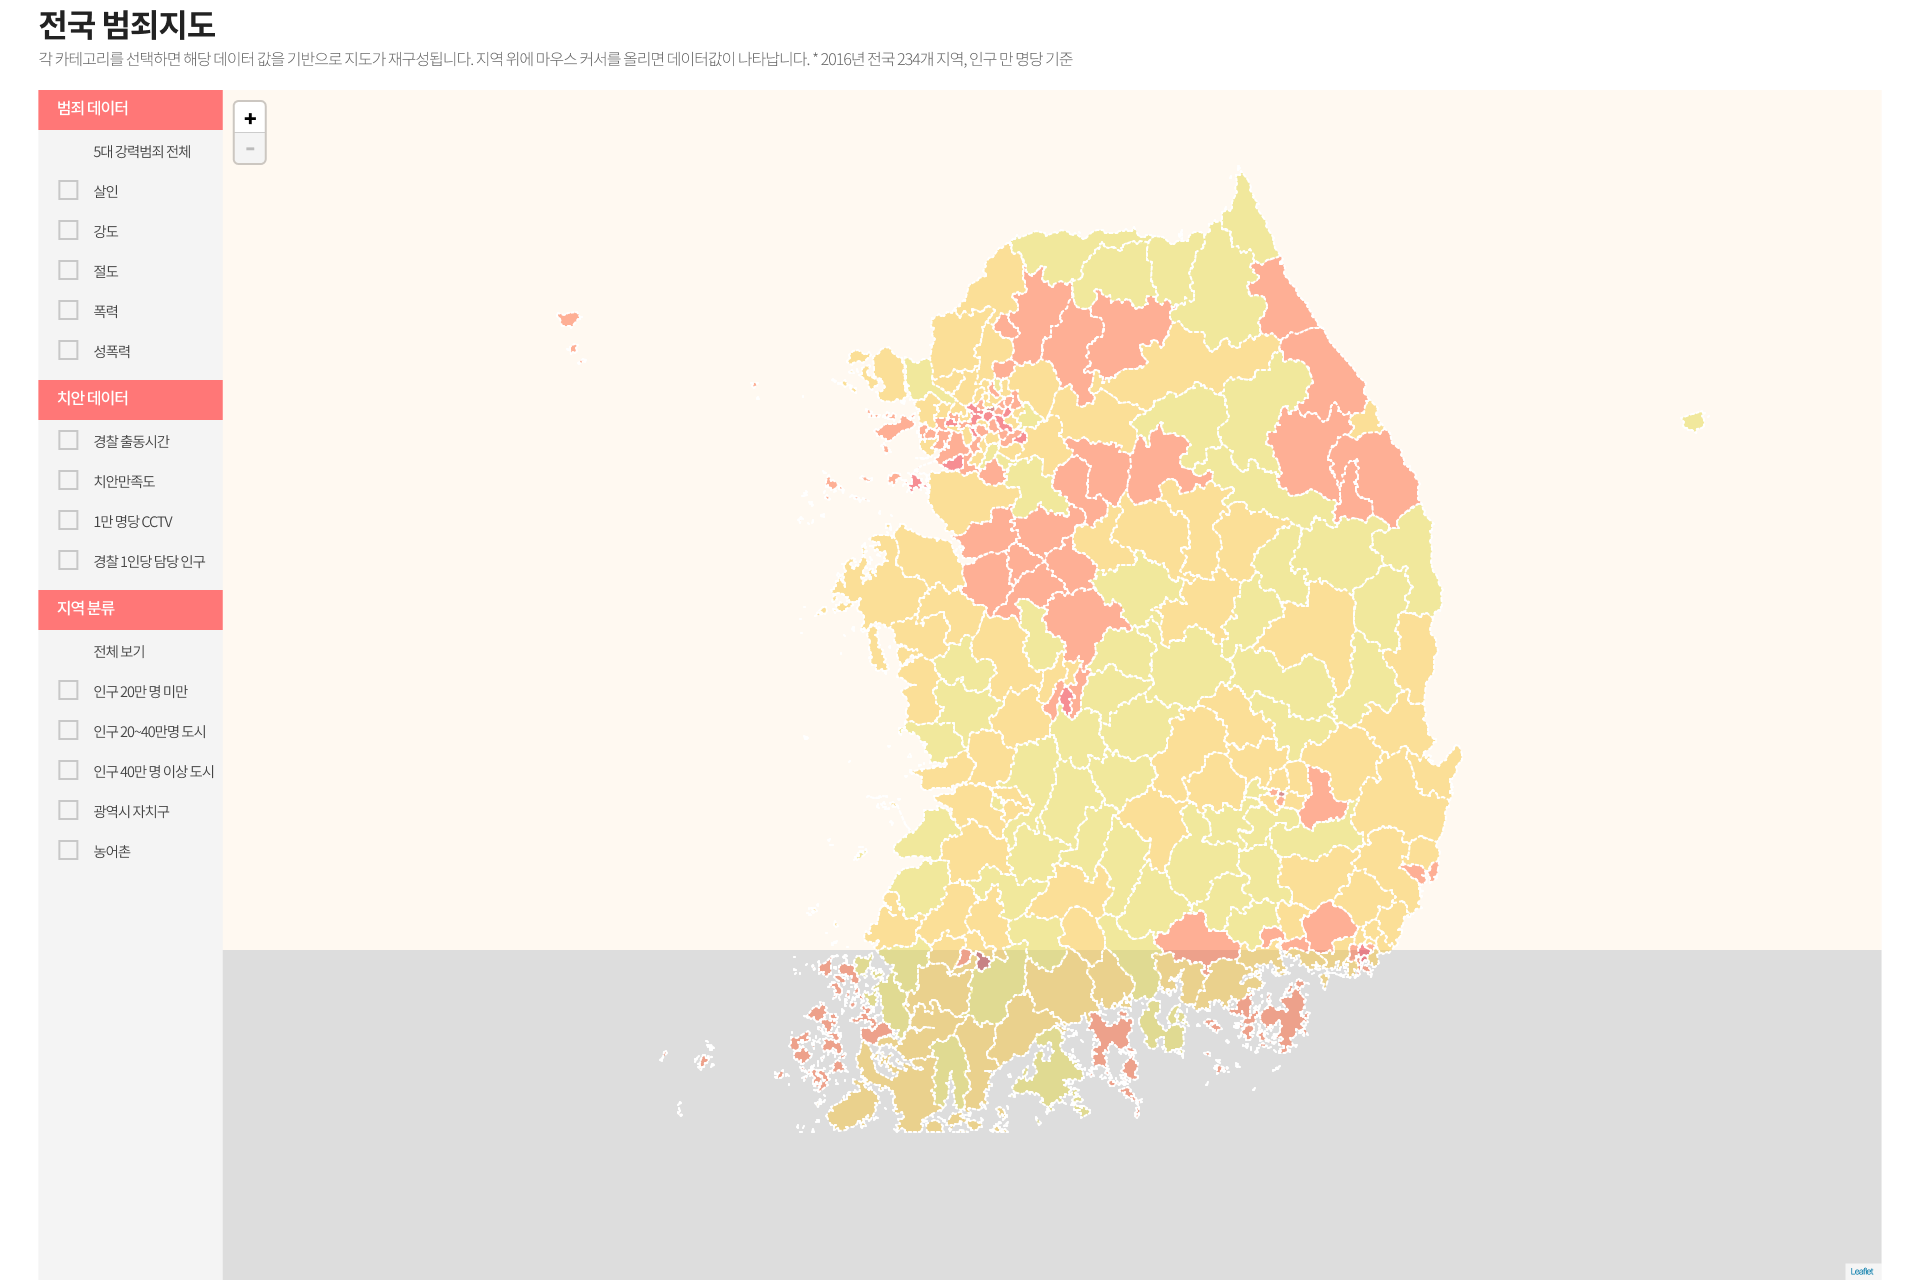 전국 범죄지도
각 카테고리를 선택하면 해당 데이터 값을 기반으로 지도가 재구성됩니다. 지역 위에 마우스 커서를 올리면 데이터값이 나타납니다. * 2016년 전국 234개 지역, 인구 만 명당 기준
범죄 데이터
5대 강력범죄 전체
살인
강도
절도
폭력
성폭력
치안 데이터
경찰 출동시간
치안만족도
1만 명당 CCTV
경찰 1인당 담당 인구
지역 분류
전체 보기
인구 20만 명 미만
인구 20~40만명 도시
인구 40만 명 이상 도시
광역시 자치구
농어촌
+
-
Leaflet